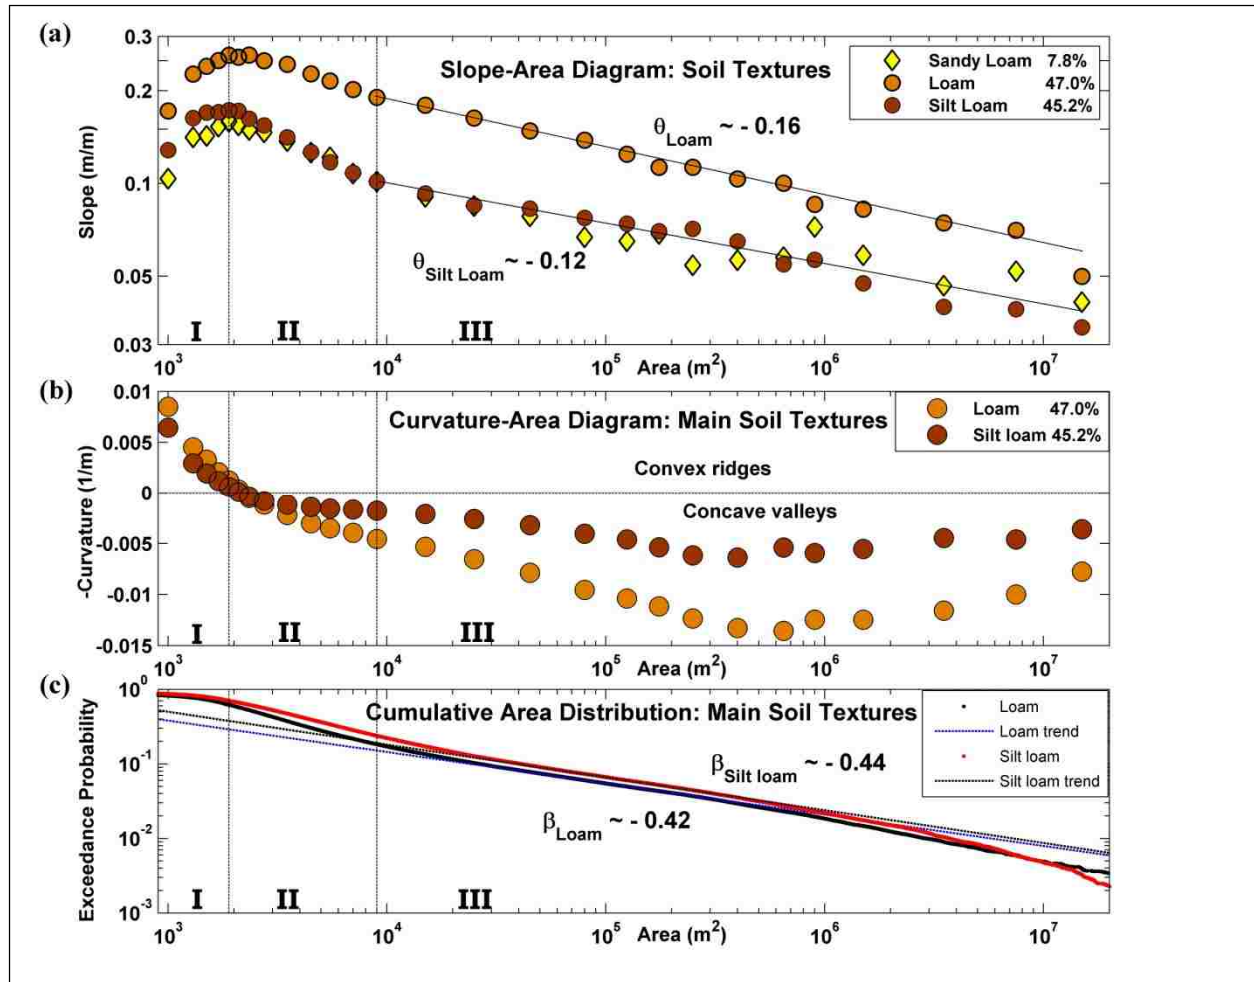 (a)
Slope-Area Diagram: Soil Textures
Sandy Loam 7.8%
Loam 47.0%
Silt Loam 45.2%
Slope (m/m)
0.3
0.2
0.1
0.05
0.03
θLoam ~ - 0.16
θSilt Loam ~ - 0.12
I II III
10³ 10⁴ 10⁵ 10⁶ 10⁷
Area (m²)
(b)
Curvature-Area Diagram: Main Soil Textures
Loam 47.0%
Silt loam 45.2%
-Curvature (1/m)
0.01
0.005
0
-0.005
-0.01
-0.015
Convex ridges
Concave valleys
I II III
10³ 10⁴ 10⁵ 10⁶ 10⁷
Area (m²)
(c)
Cumulative Area Distribution: Main Soil Textures
Loam
Loam trend
Silt loam
Silt loam trend
Exceedance Probability
10⁰
10⁻¹
10⁻²
10⁻³
βSilt loam ~ - 0.44
βLoam ~ - 0.42
I II III
10³ 10⁴ 10⁵ 10⁶ 10⁷
Area (m²)